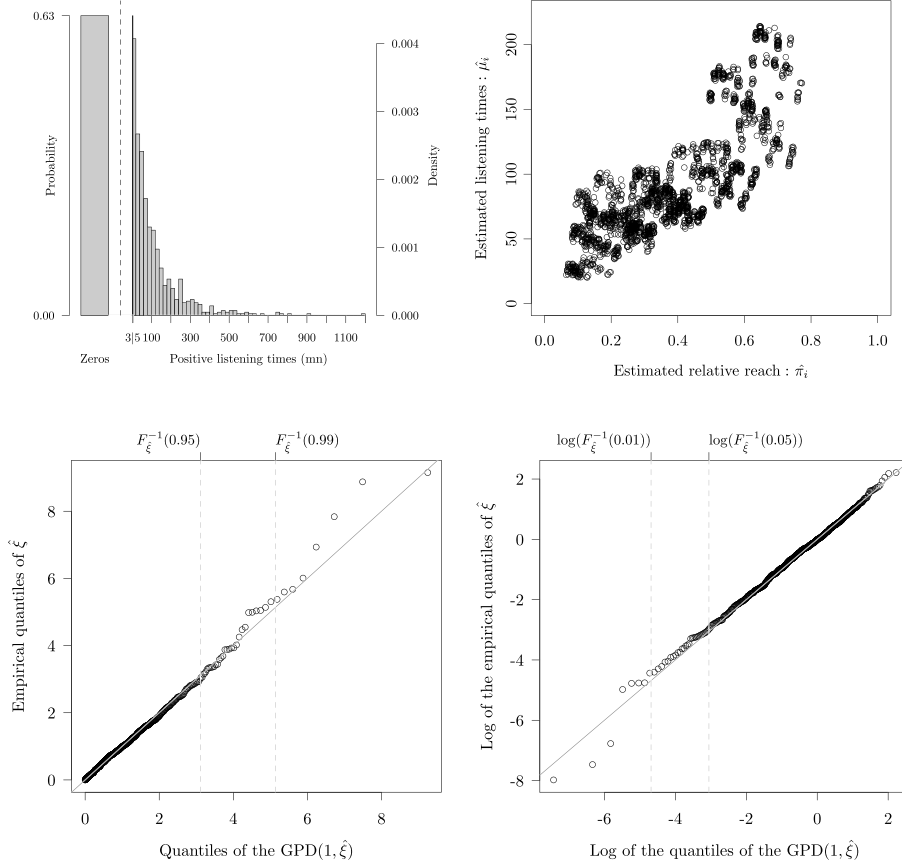 0.63
0.00
Probability
0.004
0.003
0.002
0.001
0.000
Density
3|5 100 300 500 700 900 1100
Zeros
Positive listening times (mn)
200
150
100
50
0
Estimated listening times : μ̂_i
0.0 0.2 0.4 0.6 0.8 1.0
Estimated relative reach : π̂_i
F_ξ̂^{-1}(0.95) F_ξ̂^{-1}(0.99)
8
6
4
2
0
Empirical quantiles of ξ̂
0 2 4 6 8
Quantiles of the GPD(1, ξ̂)
log(F_ξ̂^{-1}(0.01)) log(F_ξ̂^{-1}(0.05))
2
0
-2
-4
-6
-8
Log of the empirical quantiles of ξ̂
-6 -4 -2 0 2
Log of the quantiles of the GPD(1, ξ̂)